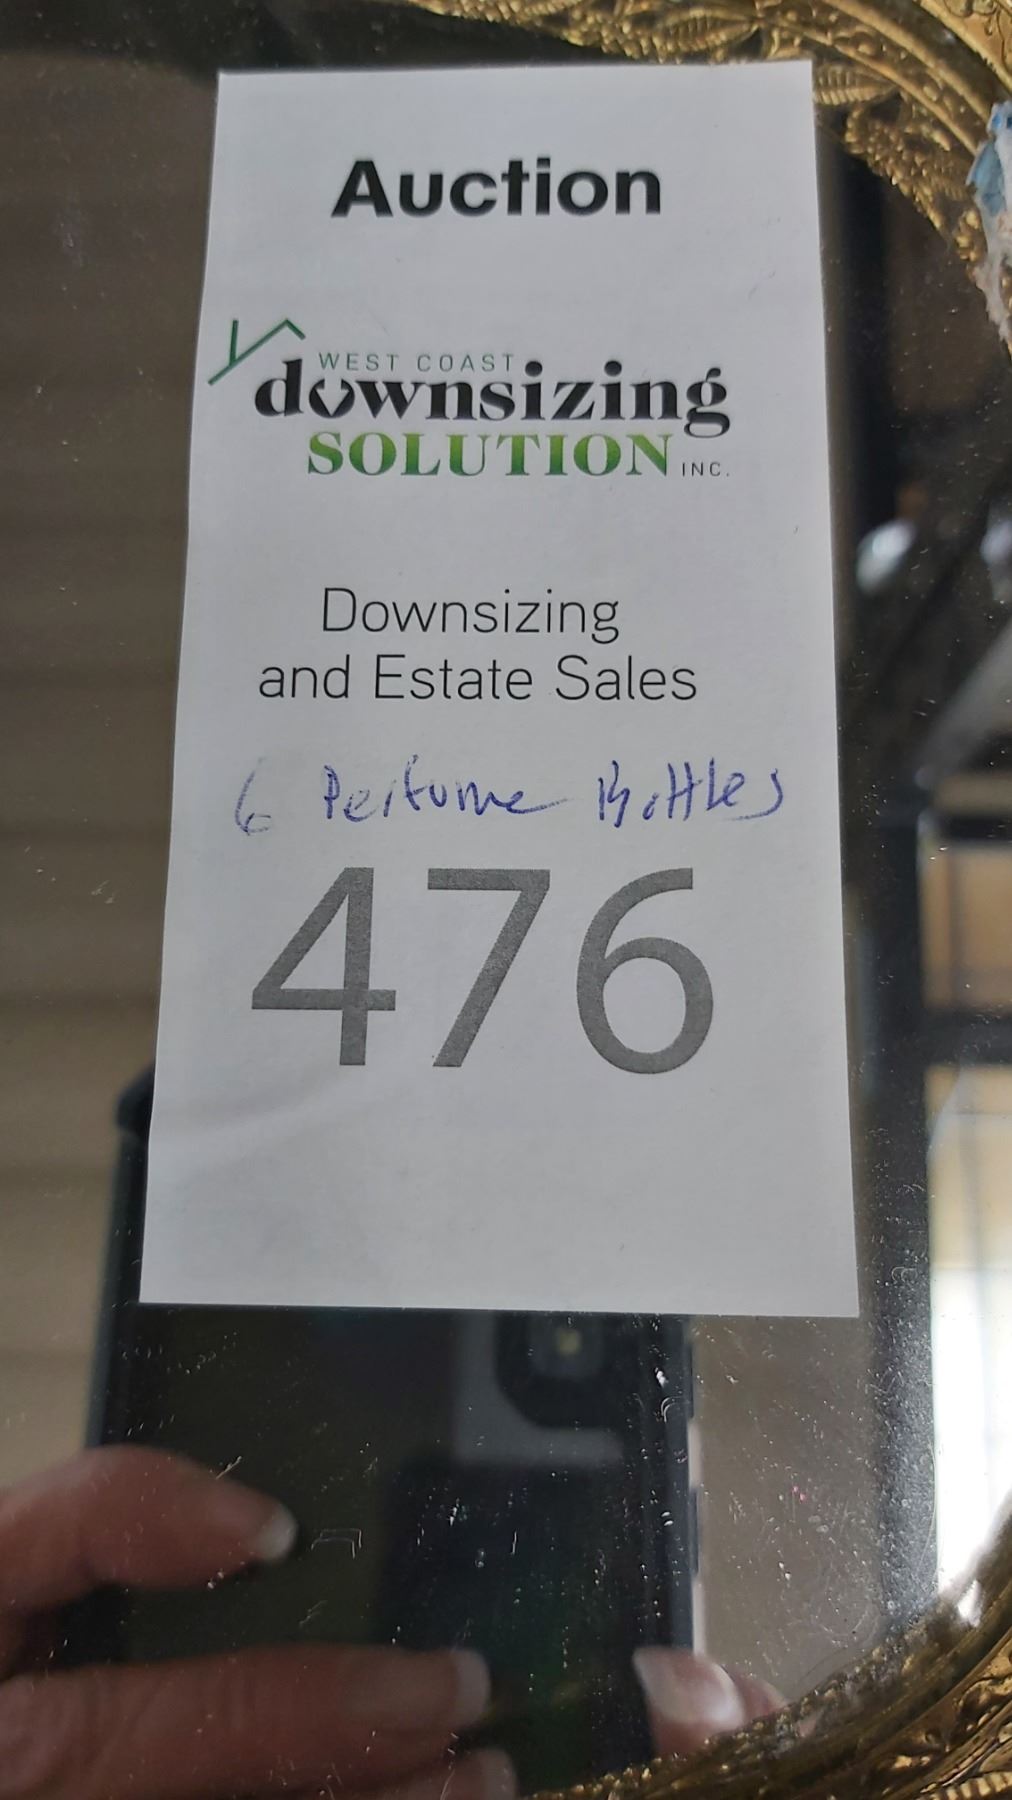 Auction
WEST COAST
downsizing
SOLUTION INC.
Downsizing
and Estate Sales
6 Perfume Bottles
476